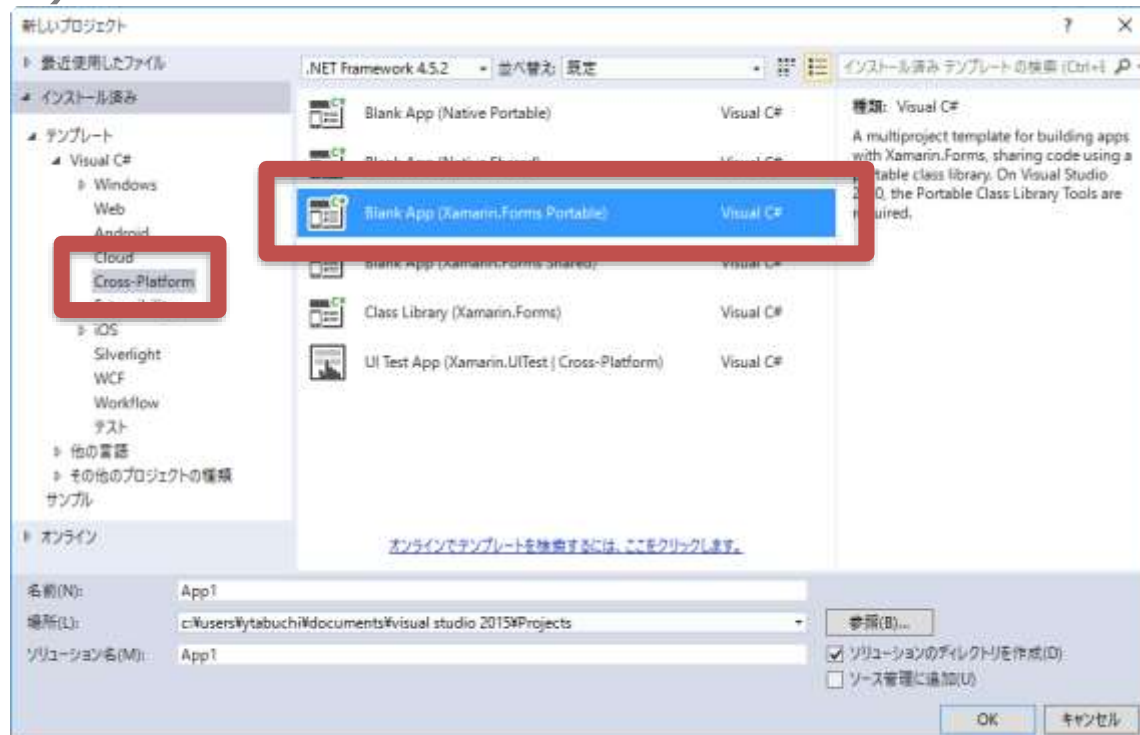 新しいプロジェクト
? ×
最近使用したファイル
インストール済み
テンプレート
Visual C#
Windows
Web
Android
Cloud
Cross-Platform
iOS
Silverlight
WCF
Workflow
テスト
他の言語
その他のプロジェクトの種類
サンプル
オンライン
.NET Framework 4.5.2 並べ替え: 既定
Blank App (Native Portable) Visual C#
Blank App (Native Shared) Visual C#
Blank App (Xamarin.Forms Portable) Visual C#
Blank App (Xamarin.Forms Shared) Visual C#
Class Library (Xamarin.Forms) Visual C#
UI Test App (Xamarin.UITest | Cross-Platform) Visual C#
オンラインでテンプレートを検索するには、ここをクリックします。
インストール済み テンプレート の検索 (Ctrl+E
種類: Visual C#
A multiproject template for building apps
with Xamarin.Forms, sharing code using a
class library. On Visual Studio
the Portable Class Library Tools are
名前(N): App1
場所(L): c:¥users¥ytabuchi¥documents¥visual studio 2015¥Projects
参照(B)...
ソリューション名(M): App1
ソリューションのディレクトリを作成(D)
ソース管理に追加(U)
OK キャンセル